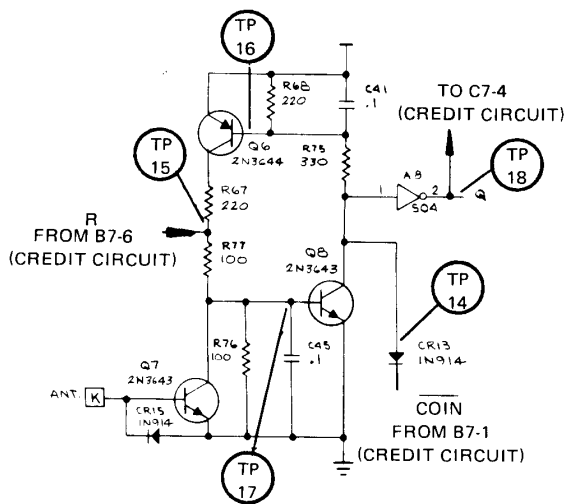 TP
16
R68
220
C41
.1
TO C7-4
(CREDIT CIRCUIT)
TP
15
Q6
2N3644
R75
330
A9
1
2
S04
Q
TP
18
R67
220
R
FROM B7-6
(CREDIT CIRCUIT)
R77
100
Q8
2N3643
TP
14
Q7
2N3643
R76
100
C45
.1
CR13
1N914
ANT.
K
CR15
1N914
COIN
FROM B7-1
(CREDIT CIRCUIT)
TP
17